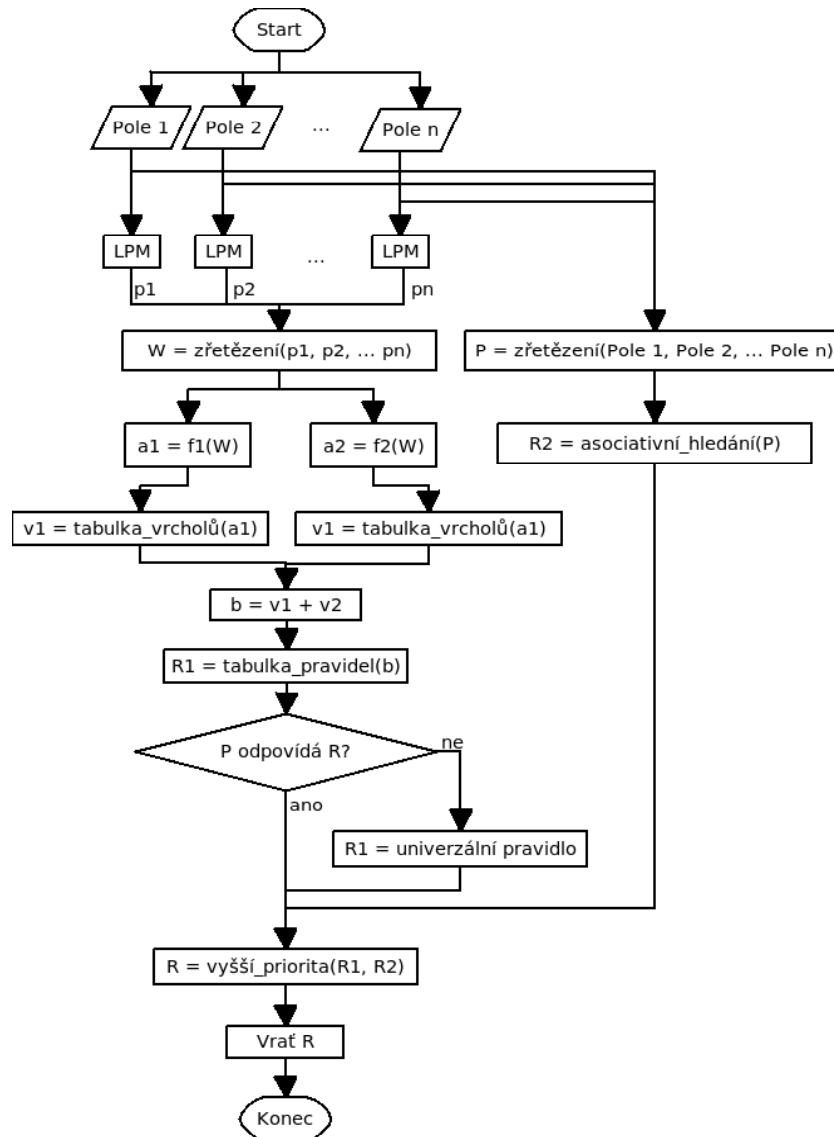 Start
Pole 1
Pole 2
...
Pole n
LPM
LPM
...
LPM
p1
p2
pn
W = zřetězení(p1, p2, ... pn)
P = zřetězení(Pole 1, Pole 2, ... Pole n)
a1 = f1(W)
a2 = f2(W)
R2 = asociativní_hledání(P)
v1 = tabulka_vrcholů(a1)
v1 = tabulka_vrcholů(a1)
b = v1 + v2
R1 = tabulka_pravidel(b)
P odpovídá R?
ne
ano
R1 = univerzální pravidlo
R = vyšší_priorita(R1, R2)
Vrať R
Konec